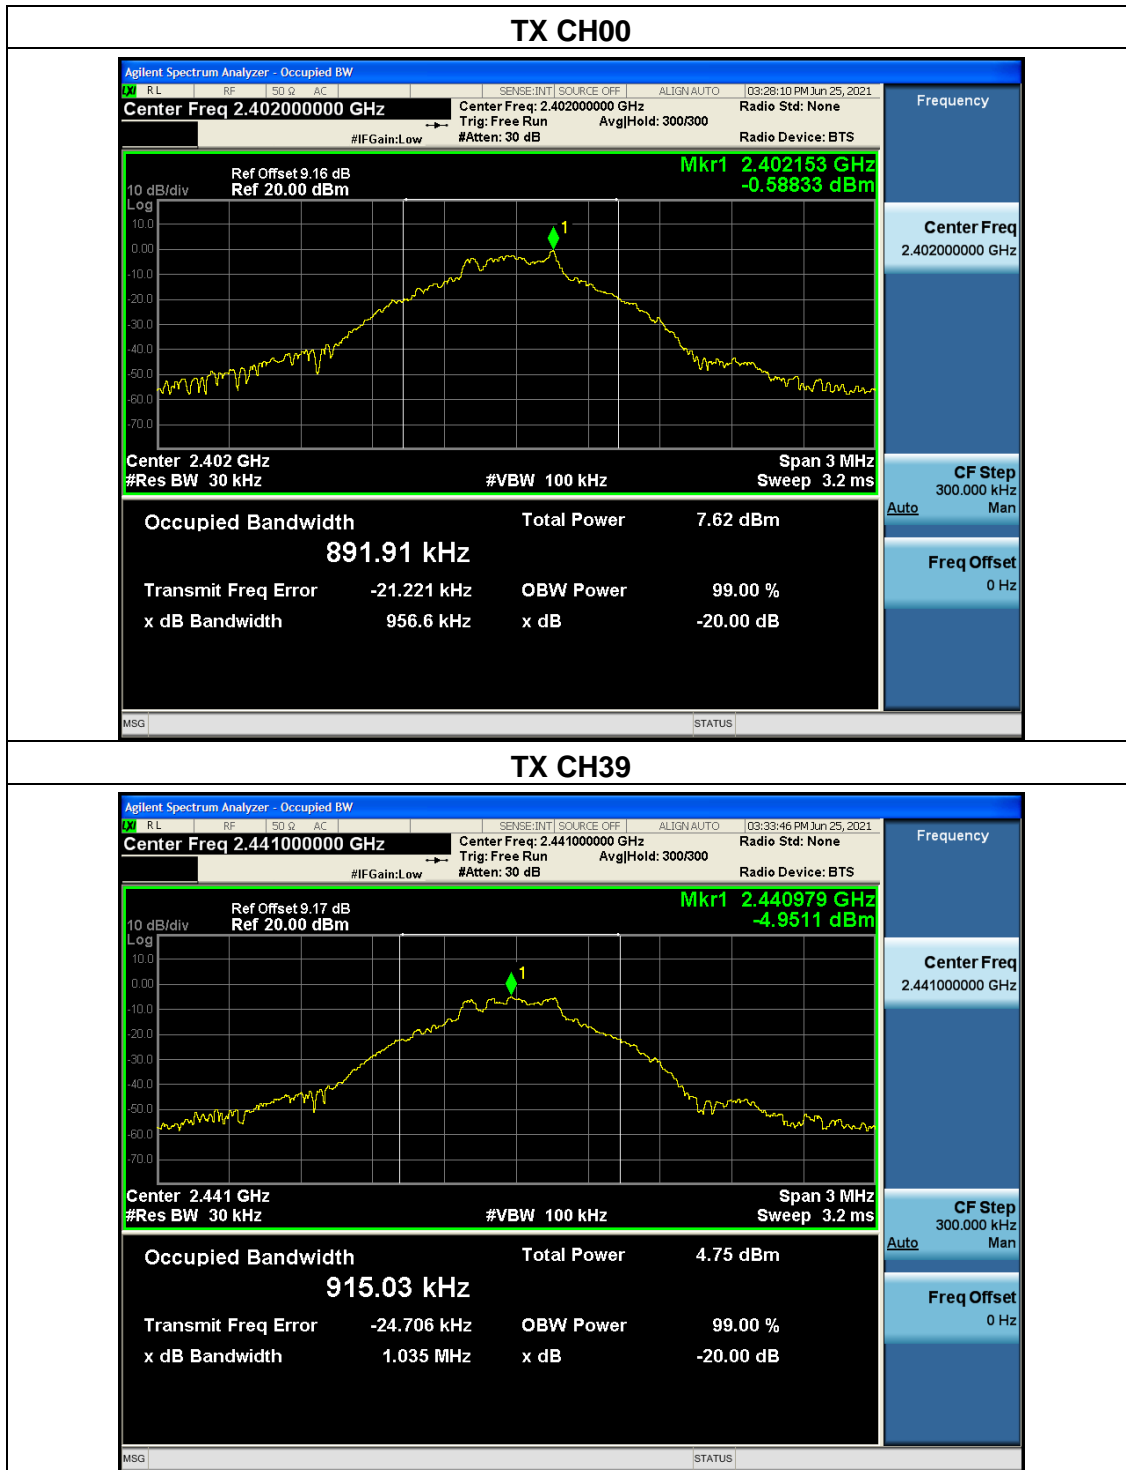 TX CH00
Agilent Spectrum Analyzer - Occupied BW
LXI RL RF 50 Ω AC SENSE:INT SOURCE OFF ALIGN AUTO 03:28:10 PM Jun 25, 2021
Center Freq 2.402000000 GHz Center Freq: 2.402000000 GHz Radio Std: None Frequency
Trig: Free Run Avg|Hold: 300/300
#IFGain:Low #Atten: 30 dB Radio Device: BTS
Mkr1 2.402153 GHz
Ref Offset 9.16 dB
10 dB/div Ref 20.00 dBm -0.58833 dBm
Log
10.0 1
Center Freq
2.402000000 GHz
0.00
-10.0
-20.0
-30.0
-40.0
-50.0
-60.0
-70.0
Center 2.402 GHz Span 3 MHz
#Res BW 30 kHz #VBW 100 kHz Sweep 3.2 ms
CF Step
300.000 kHz
Auto Man
Occupied Bandwidth Total Power 7.62 dBm
891.91 kHz
Freq Offset
0 Hz
Transmit Freq Error -21.221 kHz OBW Power 99.00 %
x dB Bandwidth 956.6 kHz x dB -20.00 dB
MSG STATUS
TX CH39
Agilent Spectrum Analyzer - Occupied BW
LXI RL RF 50 Ω AC SENSE:INT SOURCE OFF ALIGN AUTO 03:33:46 PM Jun 25, 2021
Center Freq 2.441000000 GHz Center Freq: 2.441000000 GHz Radio Std: None Frequency
Trig: Free Run Avg|Hold: 300/300
#IFGain:Low #Atten: 30 dB Radio Device: BTS
Mkr1 2.440979 GHz
Ref Offset 9.17 dB
10 dB/div Ref 20.00 dBm -4.9511 dBm
Log
10.0
1
Center Freq
2.441000000 GHz
0.00
-10.0
-20.0
-30.0
-40.0
-50.0
-60.0
-70.0
Center 2.441 GHz Span 3 MHz
#Res BW 30 kHz #VBW 100 kHz Sweep 3.2 ms
CF Step
300.000 kHz
Auto Man
Occupied Bandwidth Total Power 4.75 dBm
915.03 kHz
Freq Offset
0 Hz
Transmit Freq Error -24.706 kHz OBW Power 99.00 %
x dB Bandwidth 1.035 MHz x dB -20.00 dB
MSG STATUS